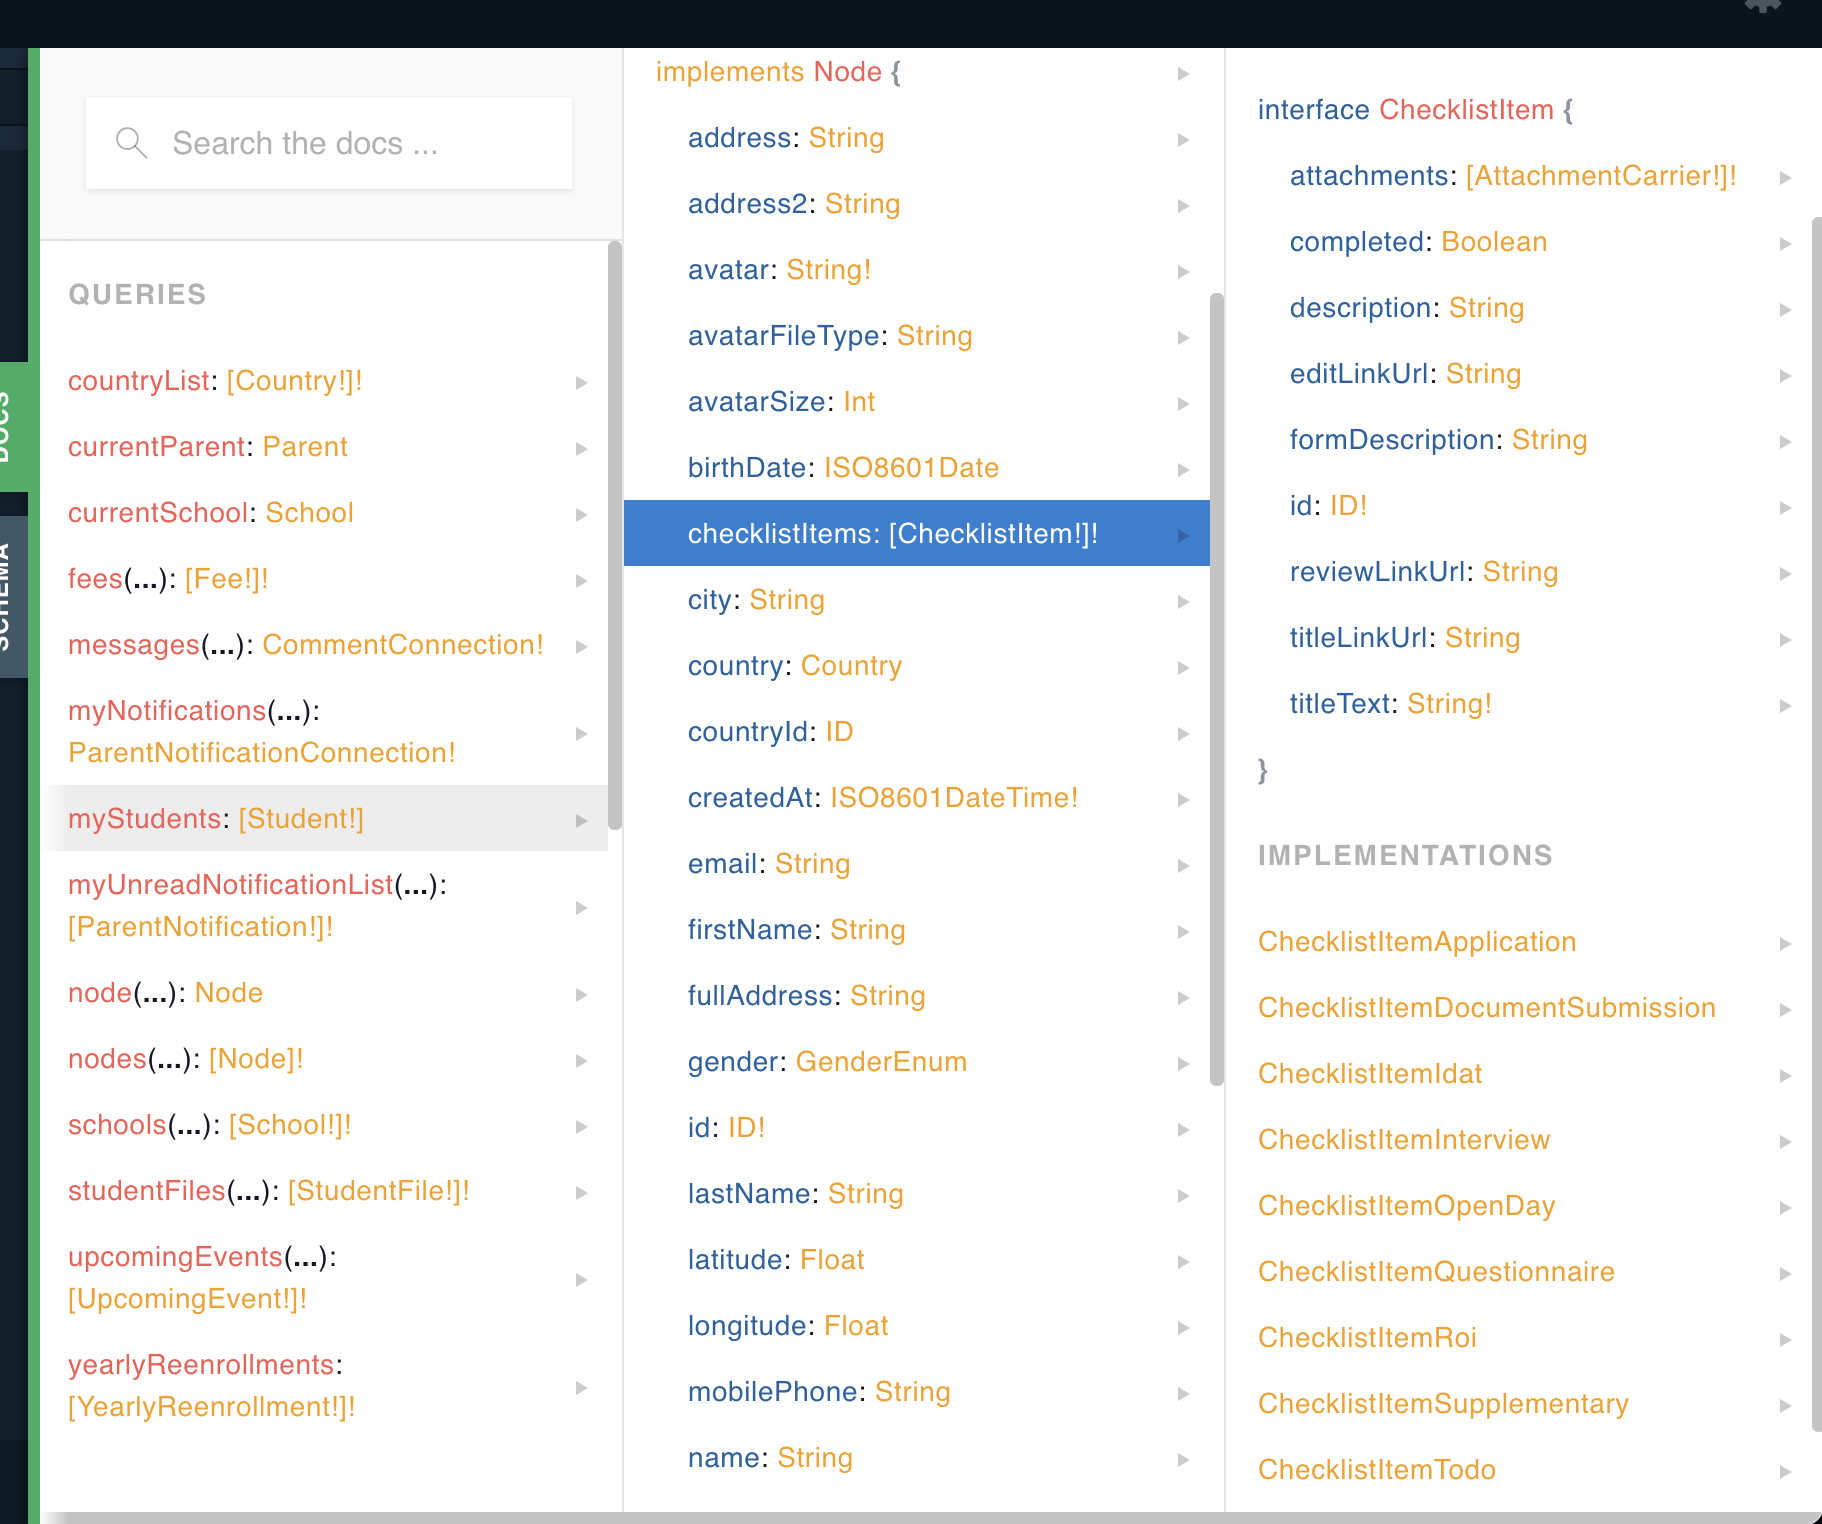 DOCS
SCHEMA
Search the docs ...
QUERIES
countryList: [Country!]!
currentParent: Parent
currentSchool: School
fees(...): [Fee!]!
messages(...): CommentConnection!
myNotifications(...):
ParentNotificationConnection!
myStudents: [Student!]
myUnreadNotificationList(...):
[ParentNotification!]!
node(...): Node
nodes(...): [Node]!
schools(...): [School!]!
studentFiles(...): [StudentFile!]!
upcomingEvents(...):
[UpcomingEvent!]!
yearlyReenrollments:
[YearlyReenrollment!]!
implements Node {
address: String
address2: String
avatar: String!
avatarFileType: String
avatarSize: Int
birthDate: ISO8601Date
checklistItems: [ChecklistItem!]!
city: String
country: Country
countryId: ID
createdAt: ISO8601DateTime!
email: String
firstName: String
fullAddress: String
gender: GenderEnum
id: ID!
lastName: String
latitude: Float
longitude: Float
mobilePhone: String
name: String
interface ChecklistItem {
attachments: [AttachmentCarrier!]!
completed: Boolean
description: String
editLinkUrl: String
formDescription: String
id: ID!
reviewLinkUrl: String
titleLinkUrl: String
titleText: String!
}
IMPLEMENTATIONS
ChecklistItemApplication
ChecklistItemDocumentSubmission
ChecklistItemIdat
ChecklistItemInterview
ChecklistItemOpenDay
ChecklistItemQuestionnaire
ChecklistItemRoi
ChecklistItemSupplementary
ChecklistItemTodo